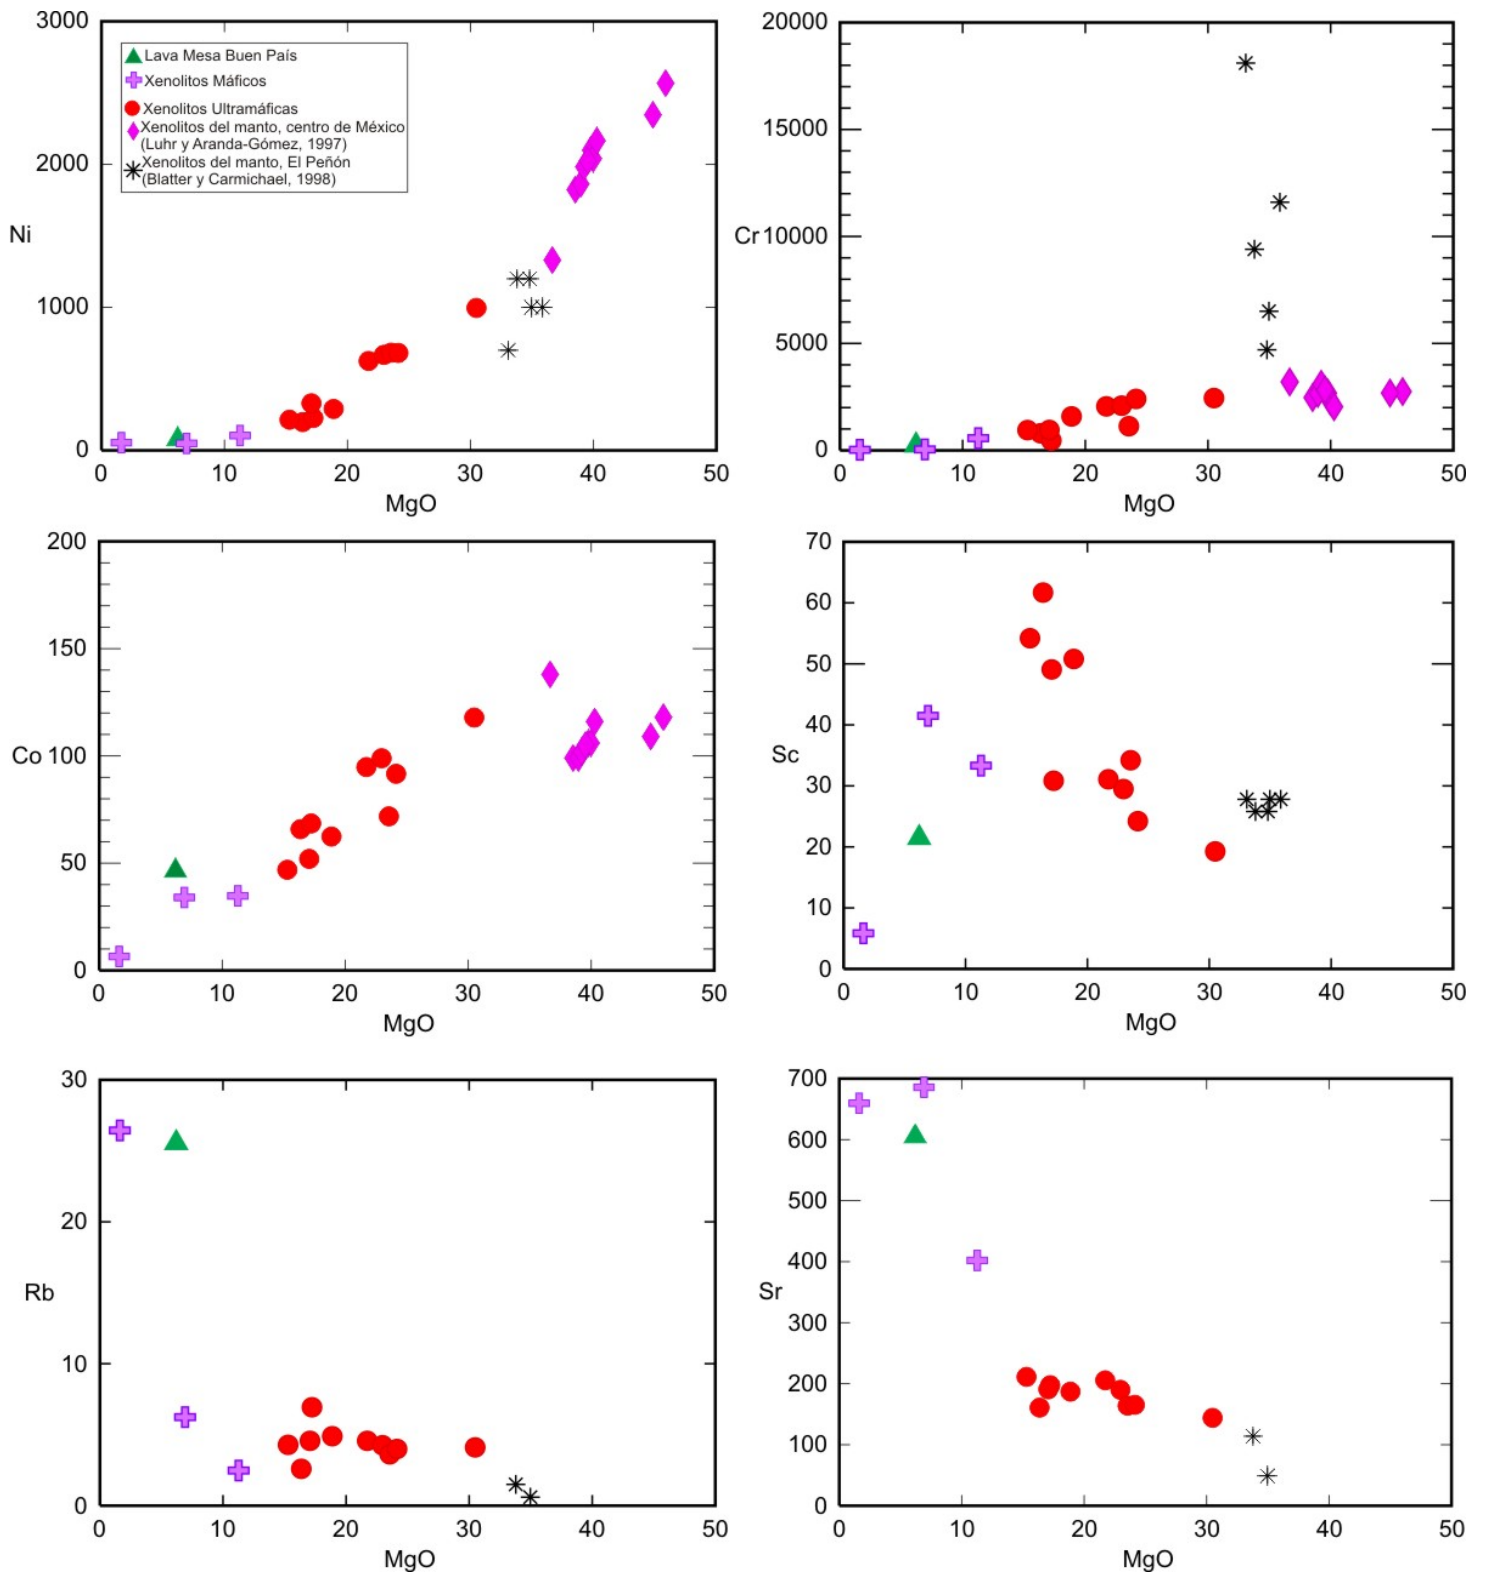 3000
2000
1000
0
Ni
Lava Mesa Buen País
Xenolitos Máficos
Xenolitos Ultramáficas
Xenolitos del manto, centro de México
(Luhr y Aranda-Gómez, 1997)
Xenolitos del manto, El Peñón
(Blatter y Carmichael, 1998)
0 10 20 30 40 50
MgO
20000
15000
Cr 10000
5000
0
0 10 20 30 40 50
MgO
200
150
Co 100
50
0
0 10 20 30 40 50
MgO
70
60
50
40
Sc
30
20
10
0
0 10 20 30 40 50
MgO
30
20
Rb
10
0
0 10 20 30 40 50
MgO
700
600
500
400
Sr
300
200
100
0
0 10 20 30 40 50
MgO